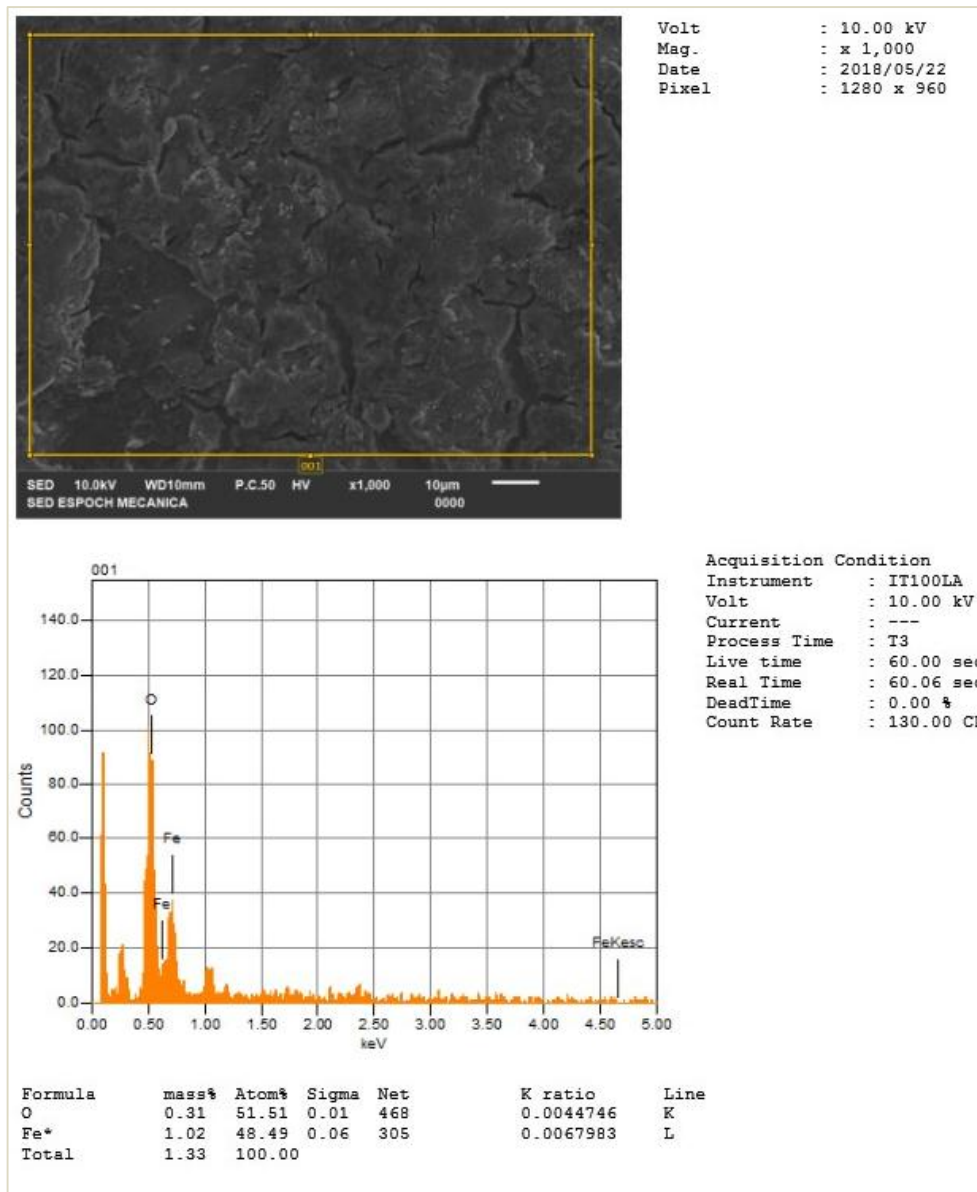 Volt : 10.00 kV
Mag. : x 1,000
Date : 2018/05/22
Pixel : 1280 x 960
001
SED 10.0kV WD10mm P.C.50 HV x1,000 10μm
SED ESPOCH MECANICA 0000
Acquisition Condition
Instrument : IT100LA
Volt : 10.00 kV
Current : ---
Process Time : T3
Live time : 60.00 sec
Real Time : 60.06 sec
DeadTime : 0.00 %
Count Rate : 130.00
001
140.0
120.0
100.0
80.0
60.0
40.0
20.0
0.0
Counts
O
Fe
Fe
FeKesc
0.00 0.50 1.00 1.50 2.00 2.50 3.00 3.50 4.00 4.50 5.00
keV
Formula mass% Atom% Sigma Net K ratio Line
O 0.31 51.51 0.01 468 0.0044746 K
Fe* 1.02 48.49 0.06 305 0.0067983 L
Total 1.33 100.00